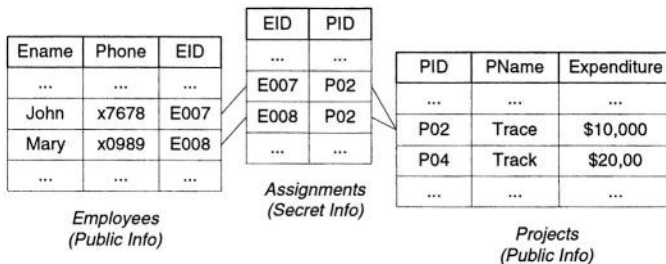 Ename Phone EID
... ... ...
John x7678 E007
Mary x0989 E008
... ... ...
Employees
(Public Info)
EID PID
... ...
E007 P02
E008 P02
... ...
Assignments
(Secret Info)
PID PName Expenditure
... ... ...
P02 Trace $10,000
P04 Track $20,00
... ... ...
Projects
(Public Info)